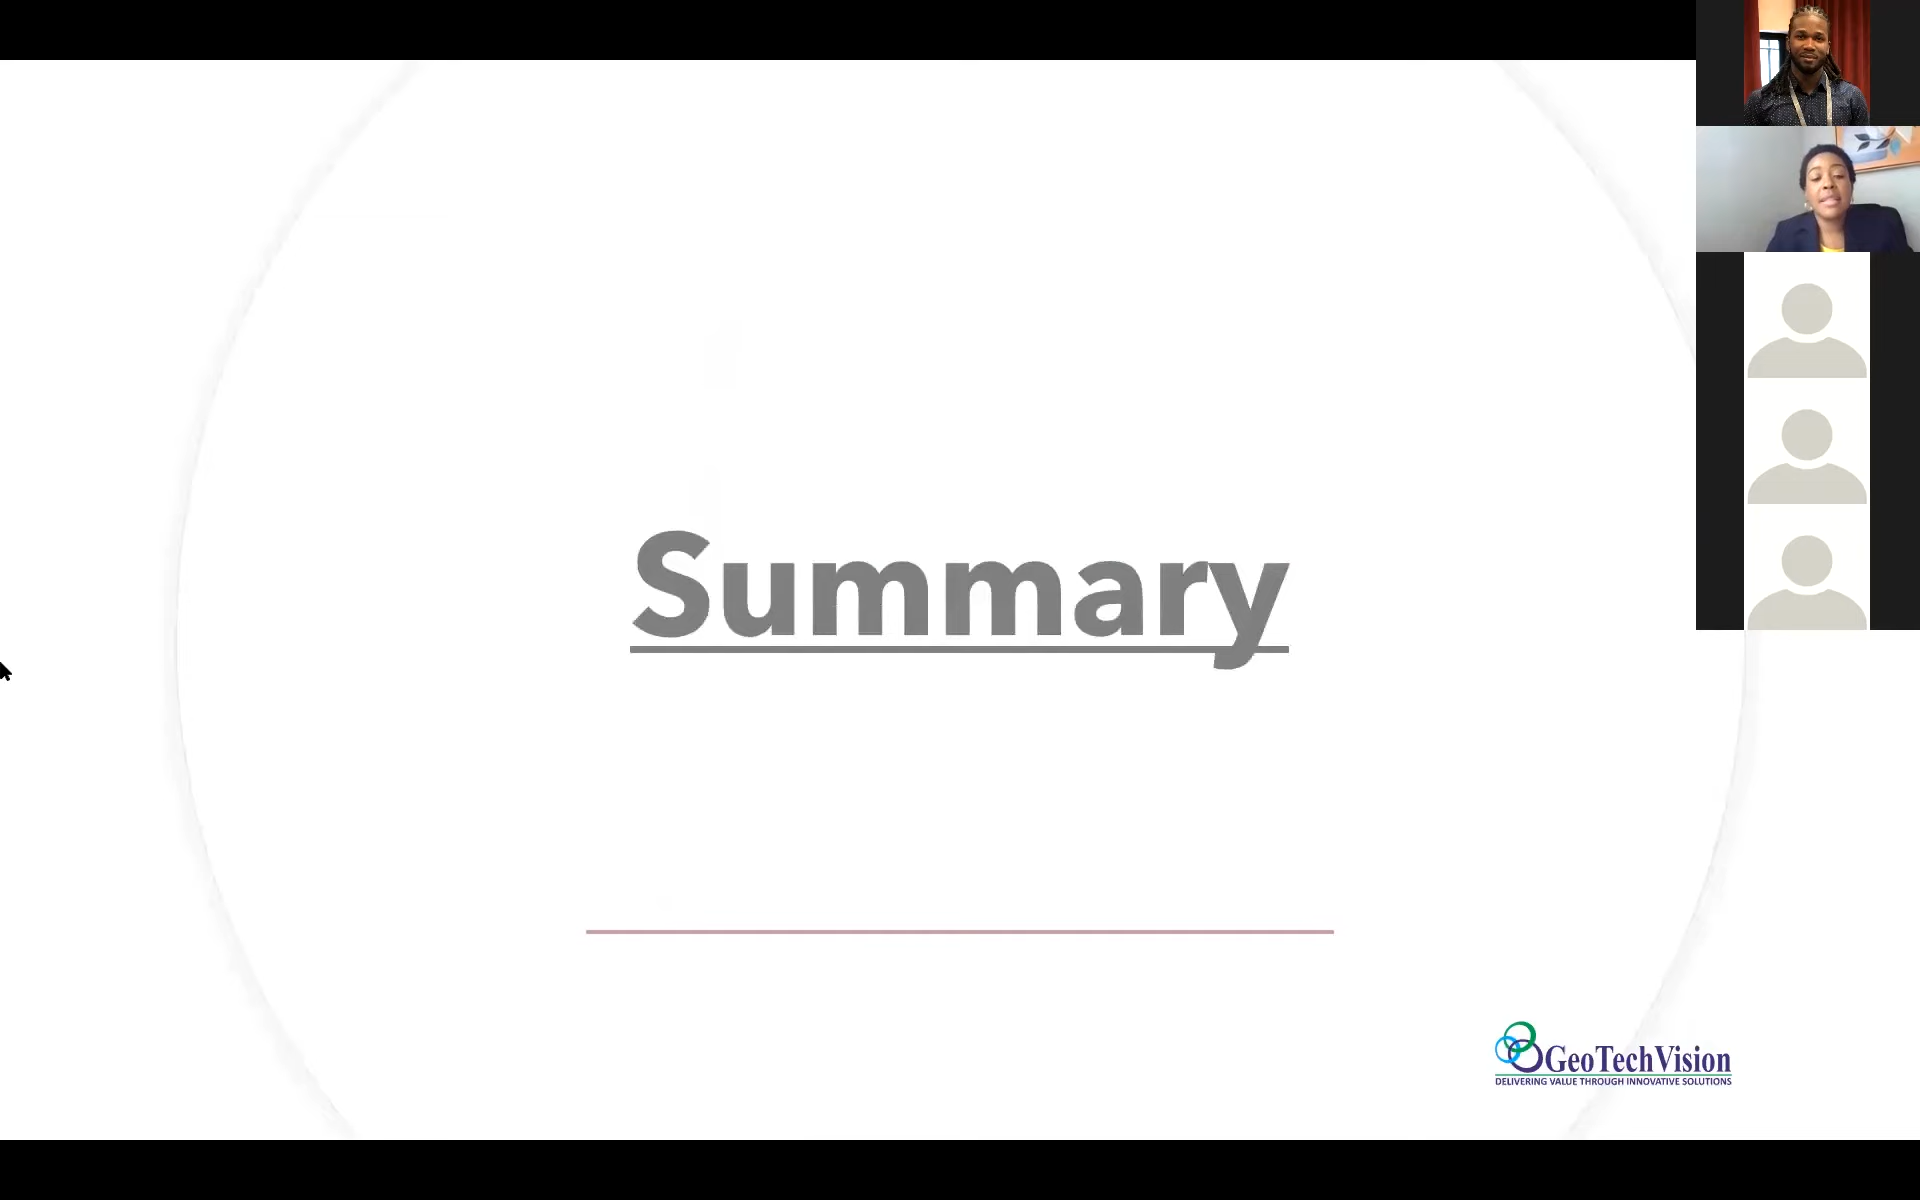 Summary
GeoTechVision
DELIVERING VALUE THROUGH INNOVATIVE SOLUTIONS